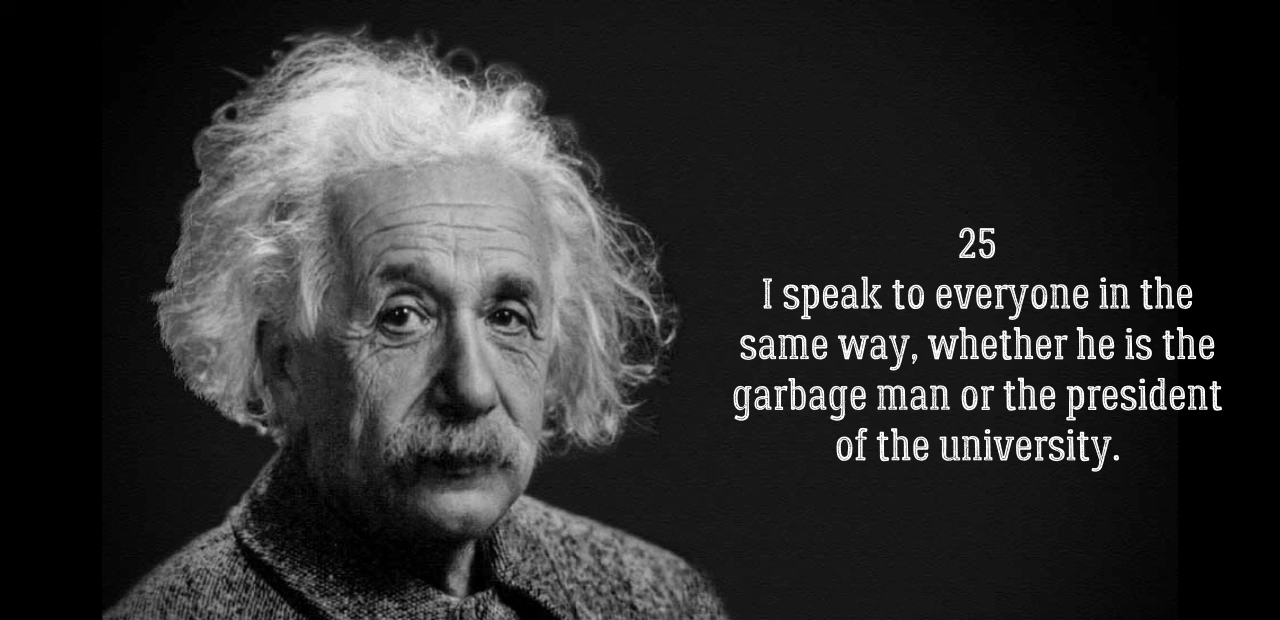 25
I speak to everyone in the
same way, whether he is the
garbage man or the president
of the university.